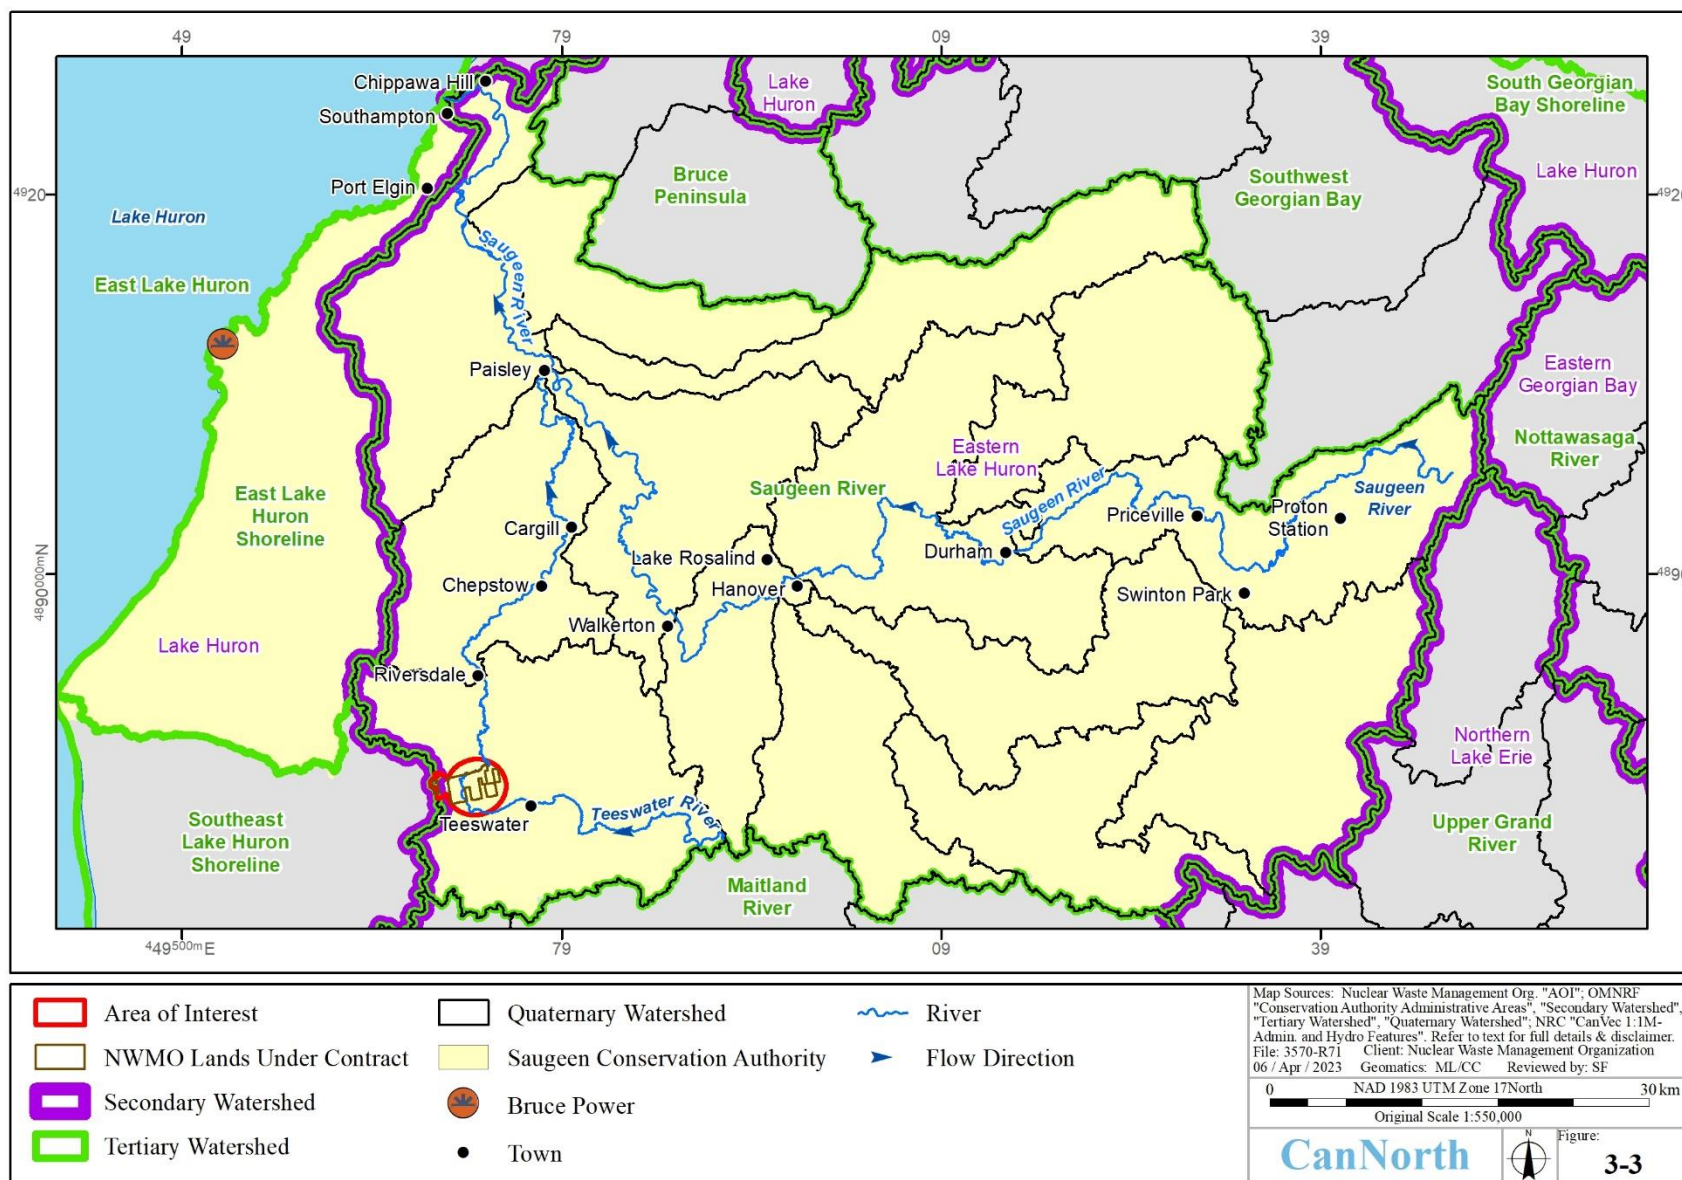 49
79
09
39
Chippawa Hill
Lake
Huron
South Georgian
Bay Shoreline
Southampton
Port Elgin
Bruce
Peninsula
Southwest
Georgian Bay
Lake Huron
4920
4920
Lake Huron
Saugeen River
East Lake Huron
Paisley
Eastern
Georgian Bay
Nottawasaga
River
Eastern
Lake Huron
Saugeen River
Saugeen River
Saugeen
River
East Lake
Huron
Shoreline
Cargill
Priceville
Proton
Station
Durham
Lake Rosalind
Chepstow
Hanover
Swinton Park
4890000mN
4890
Walkerton
Lake Huron
Riversdale
Northern
Lake Erie
Teeswater River
Teeswater
Southeast
Lake Huron
Shoreline
Upper Grand
River
Maitland
River
449500mE
79
09
39
Area of Interest
NWMO Lands Under Contract
Secondary Watershed
Tertiary Watershed
Quaternary Watershed
Saugeen Conservation Authority
Bruce Power
Town
River
Flow Direction
Map Sources: Nuclear Waste Management Org. "AOI"; OMNRF
"Conservation Authority Administrative Areas", "Secondary Watershed",
"Tertiary Watershed", "Quaternary Watershed"; NRC "CanVec 1:1M-
Admin. and Hydro Features". Refer to text for full details & disclaimer.
File: 3570-R71 Client: Nuclear Waste Management Organization
06 / Apr / 2023 Geomatics: ML/CC Reviewed by: SF
0 NAD 1983 UTM Zone 17North 30 km
Original Scale 1:550,000
CanNorth
N
Figure:
3-3